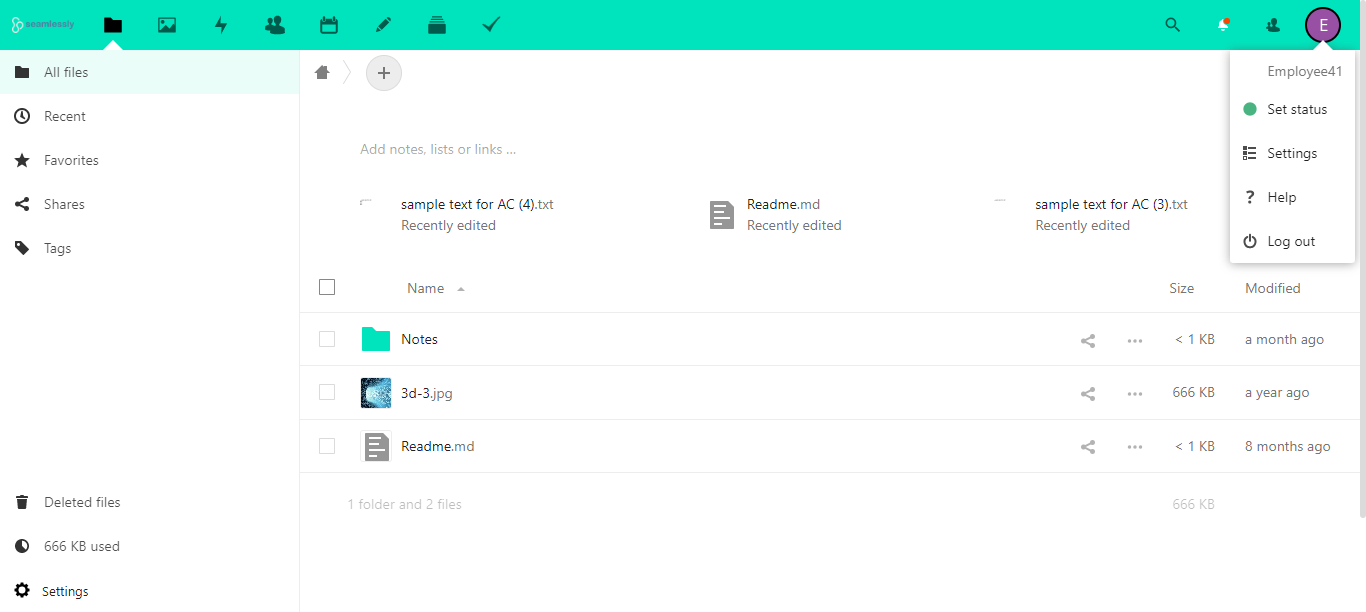 seamlessly
E
All files
Recent
Favorites
Shares
Tags
Deleted files
666 KB used
Settings
+
Add notes, lists or links ...
sample text for AC (4).txt
Recently edited
Readme.md
Recently edited
sample text for AC (3).txt
Recently edited
Name
Size
Modified
Notes
< 1 KB
a month ago
3d-3.jpg
666 KB
a year ago
Readme.md
< 1 KB
8 months ago
1 folder and 2 files
666 KB
Employee41
Set status
Settings
? Help
Log out